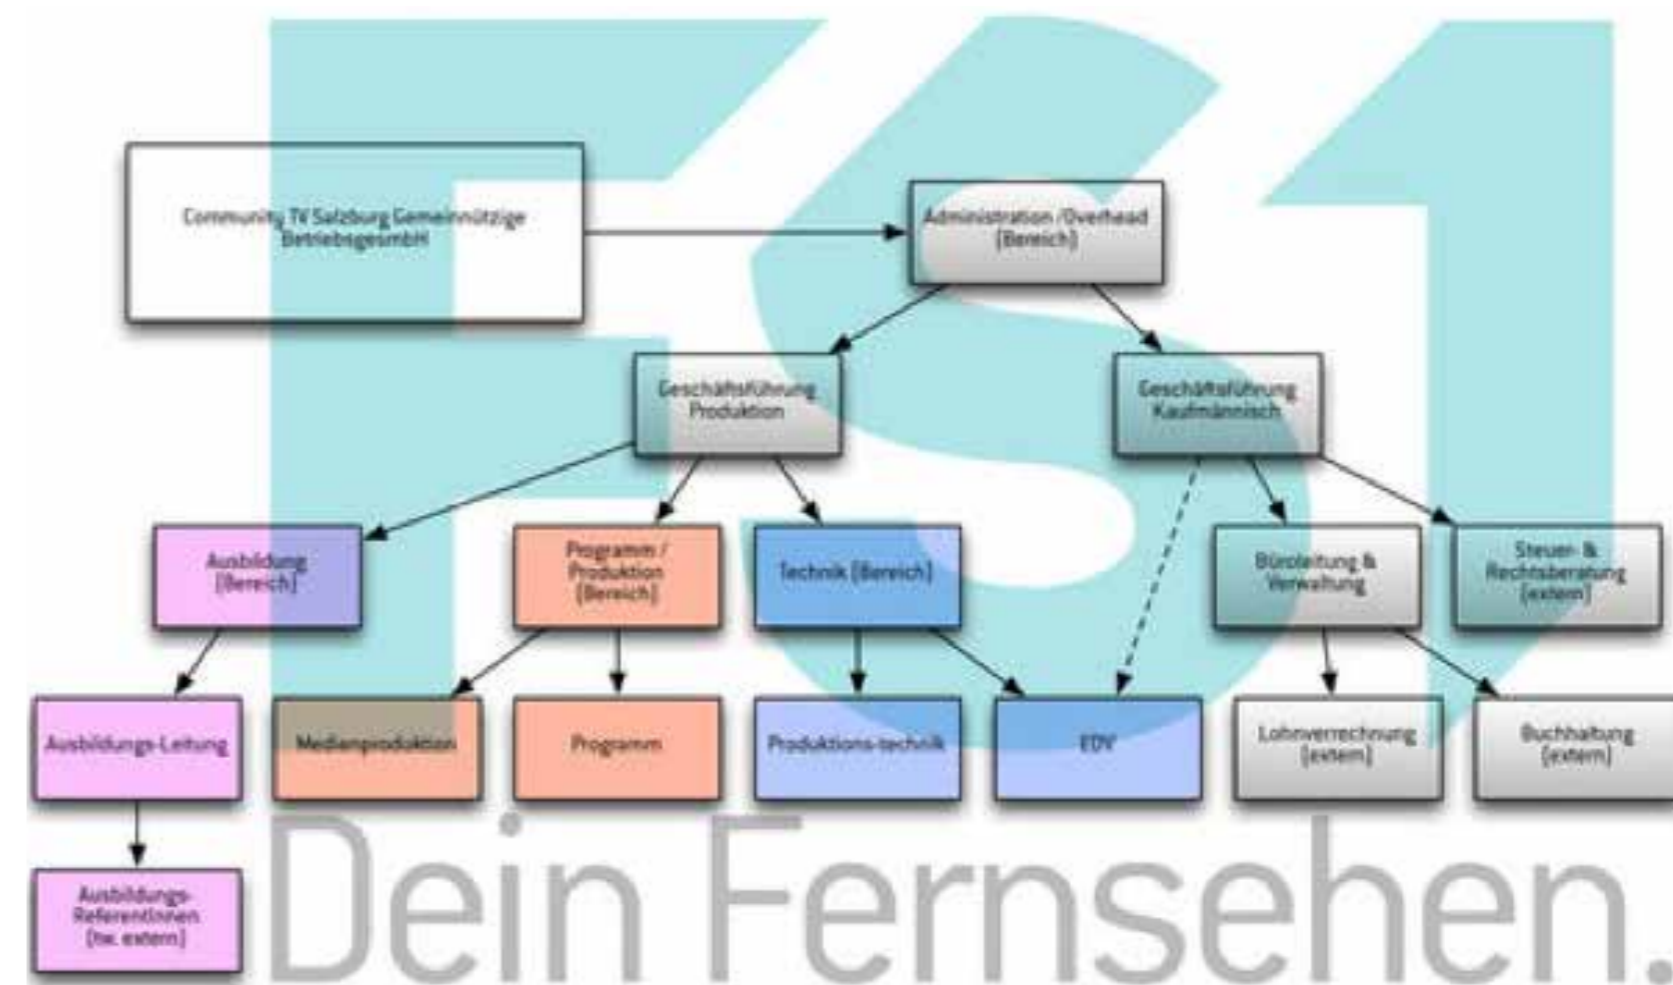 FS1
Community TV Salzburg Gemeinnützige
BetriebsgesmbH
Administration /Overhead
(Bereich)
Geschäftsführung
Produktion
Geschäftsführung
Kaufmännisch
Ausbildung
(Bereich)
Programm /
Produktion
(Bereich)
Technik (Bereich)
Büroleitung &
Verwaltung
Steuer- &
Rechtsberatung
(extern)
Ausbildungs-Leitung
Medienproduktion
Programm
Produktions-technik
EDV
Lohnverrechnung
(extern)
Buchhaltung
(extern)
Ausbildungs-
ReferentInnen
(tw. extern)
Dein Fernsehen.